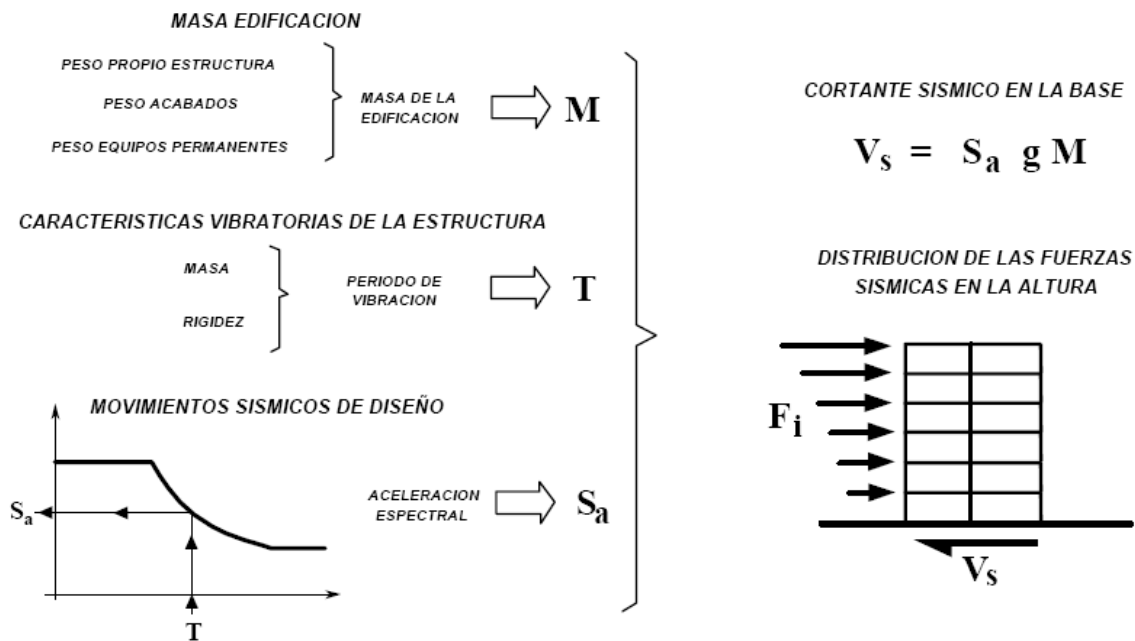 MASA EDIFICACION
PESO PROPIO ESTRUCTURA
PESO ACABADOS
PESO EQUIPOS PERMANENTES
MASA DE LA
EDIFICACION
M
CARACTERISTICAS VIBRATORIAS DE LA ESTRUCTURA
MASA
RIGIDEZ
PERIODO DE
VIBRACION
T
MOVIMIENTOS SISMICOS DE DISEÑO
Sa
T
ACELERACION
ESPECTRAL
Sa
CORTANTE SISMICO EN LA BASE
Vs = Sa g M
DISTRIBUCION DE LAS FUERZAS
SISMICAS EN LA ALTURA
Fi
Vs